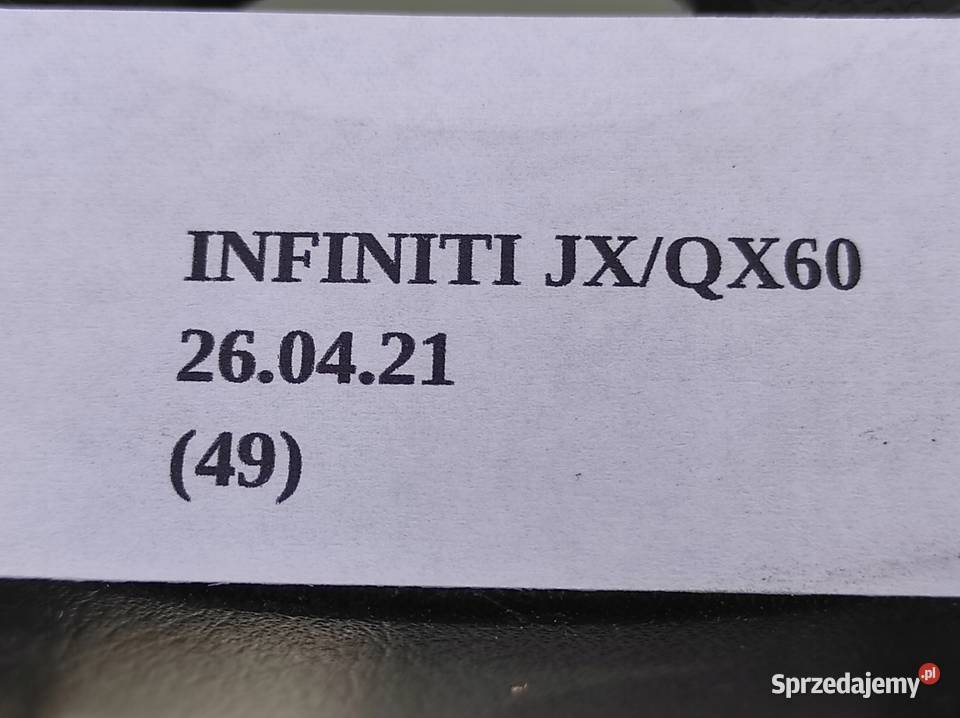 INFINITI JX/QX60
26.04.21
(49)
Sprzedajemy.pl